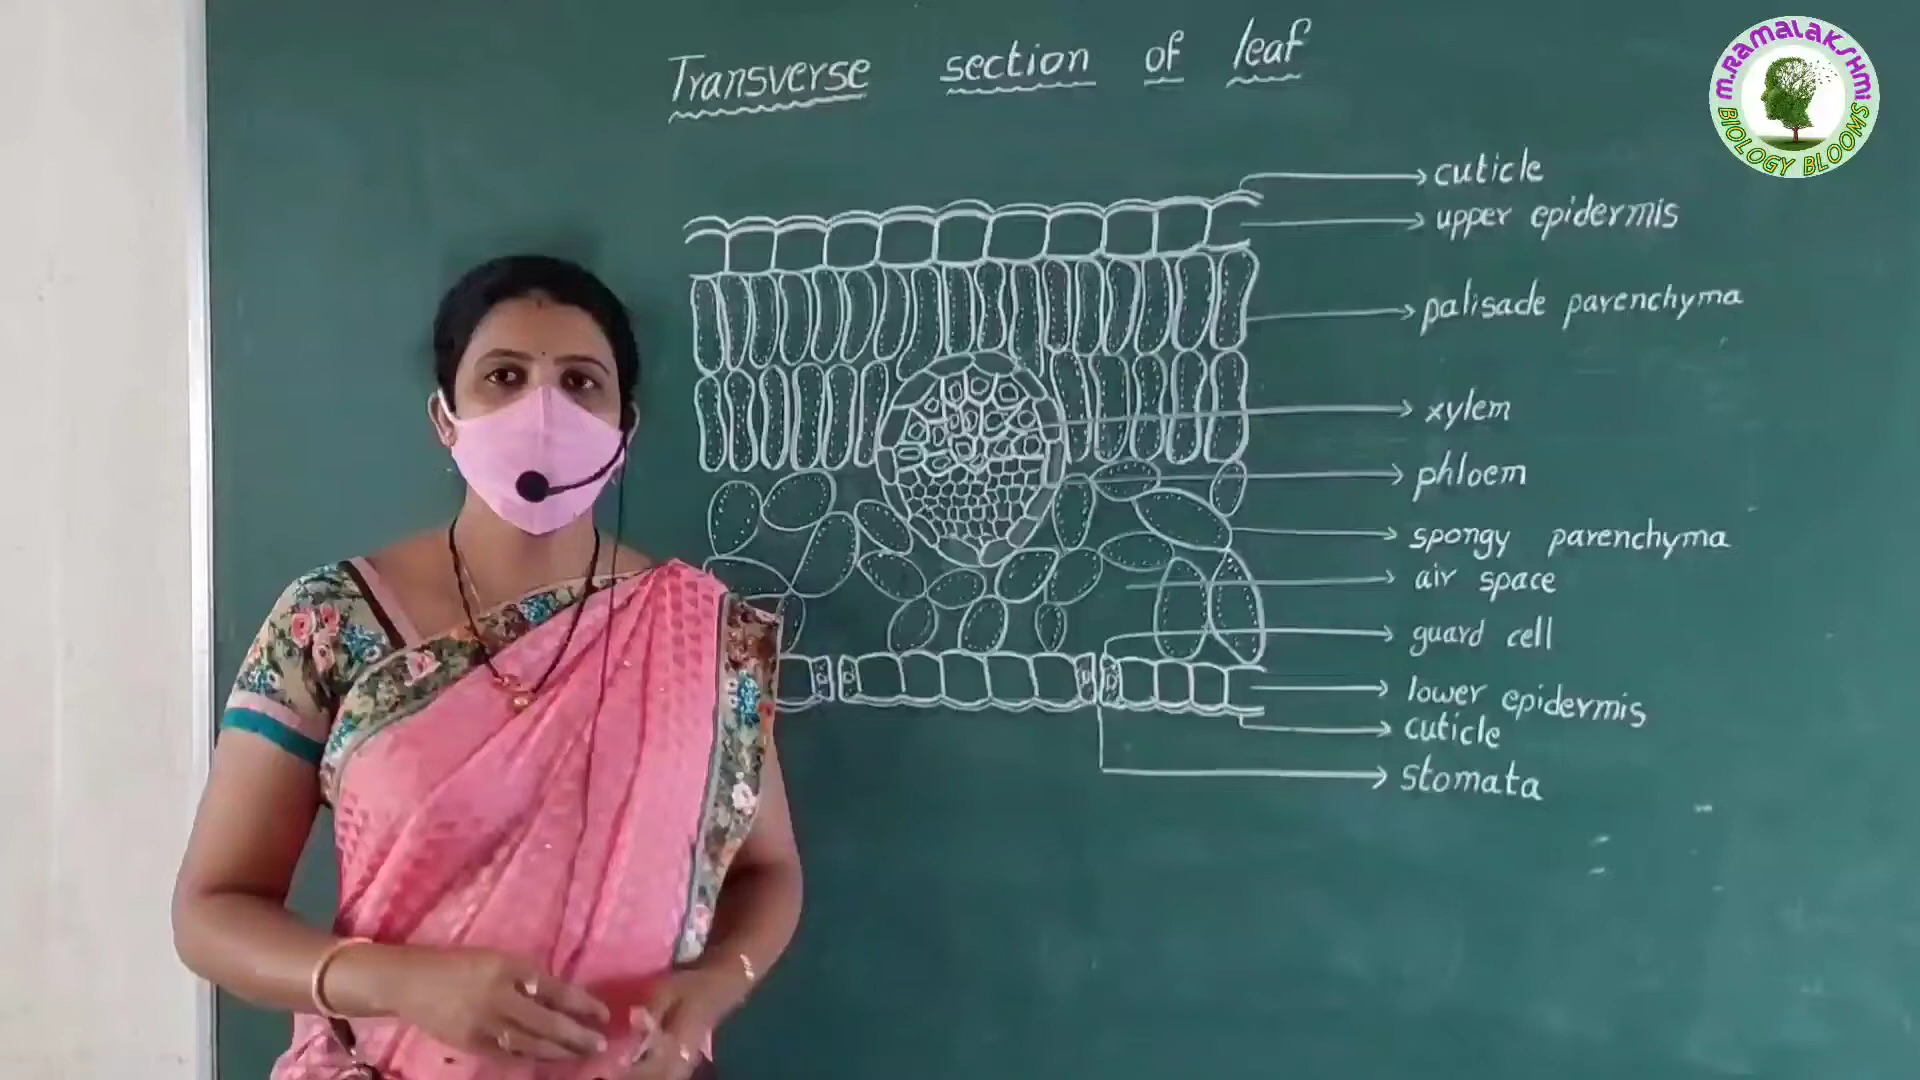 Transverse section of leaf
M.RAMALAKSHMI
BIOLOGY BLOOMS
cuticle
upper epidermis
palisade parenchyma
xylem
phloem
spongy parenchyma
air space
guard cell
lower epidermis
cuticle
stomata